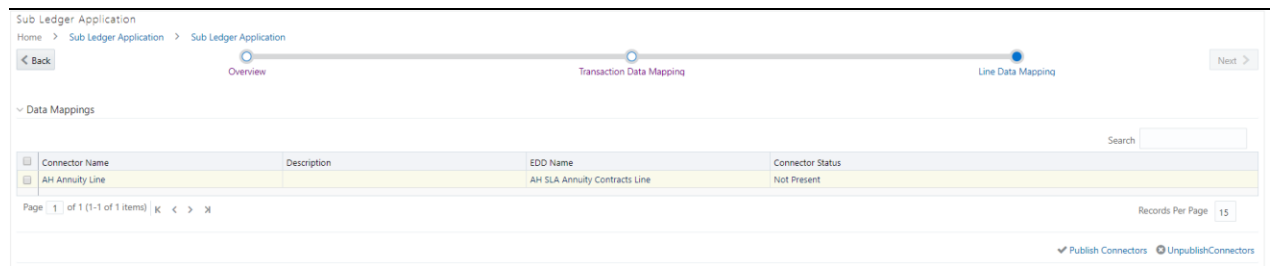 Sub Ledger Application
Home > Sub Ledger Application > Sub Ledger Application
< Back
Overview
Transaction Data Mapping
Line Data Mapping
Next >
Data Mappings
Search
Connector Name Description EDD Name Connector Status
AH Annuity Line AH SLA Annuity Contracts Line Not Present
Page 1 of 1 (1-1 of 1 items) K < > ꓘ
Records Per Page 15
Publish Connectors UnpublishConnectors